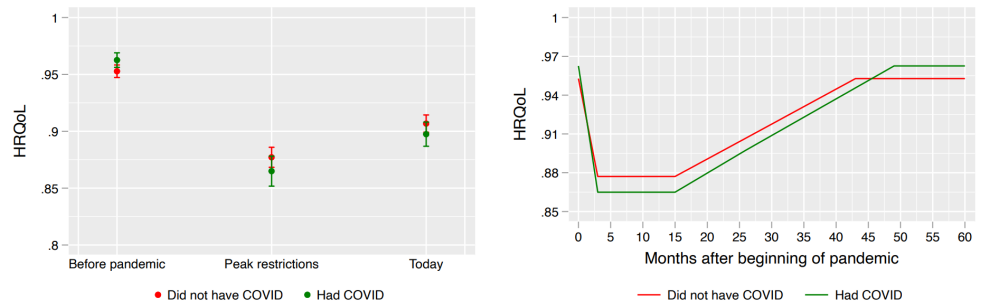 1
.95
.9
.85
.8
HRQoL
Before pandemic Peak restrictions Today
Did not have COVID Had COVID
1
.97
.94
.91
.88
.85
HRQoL
0 5 10 15 20 25 30 35 40 45 50 55 60
Months after beginning of pandemic
Did not have COVID Had COVID